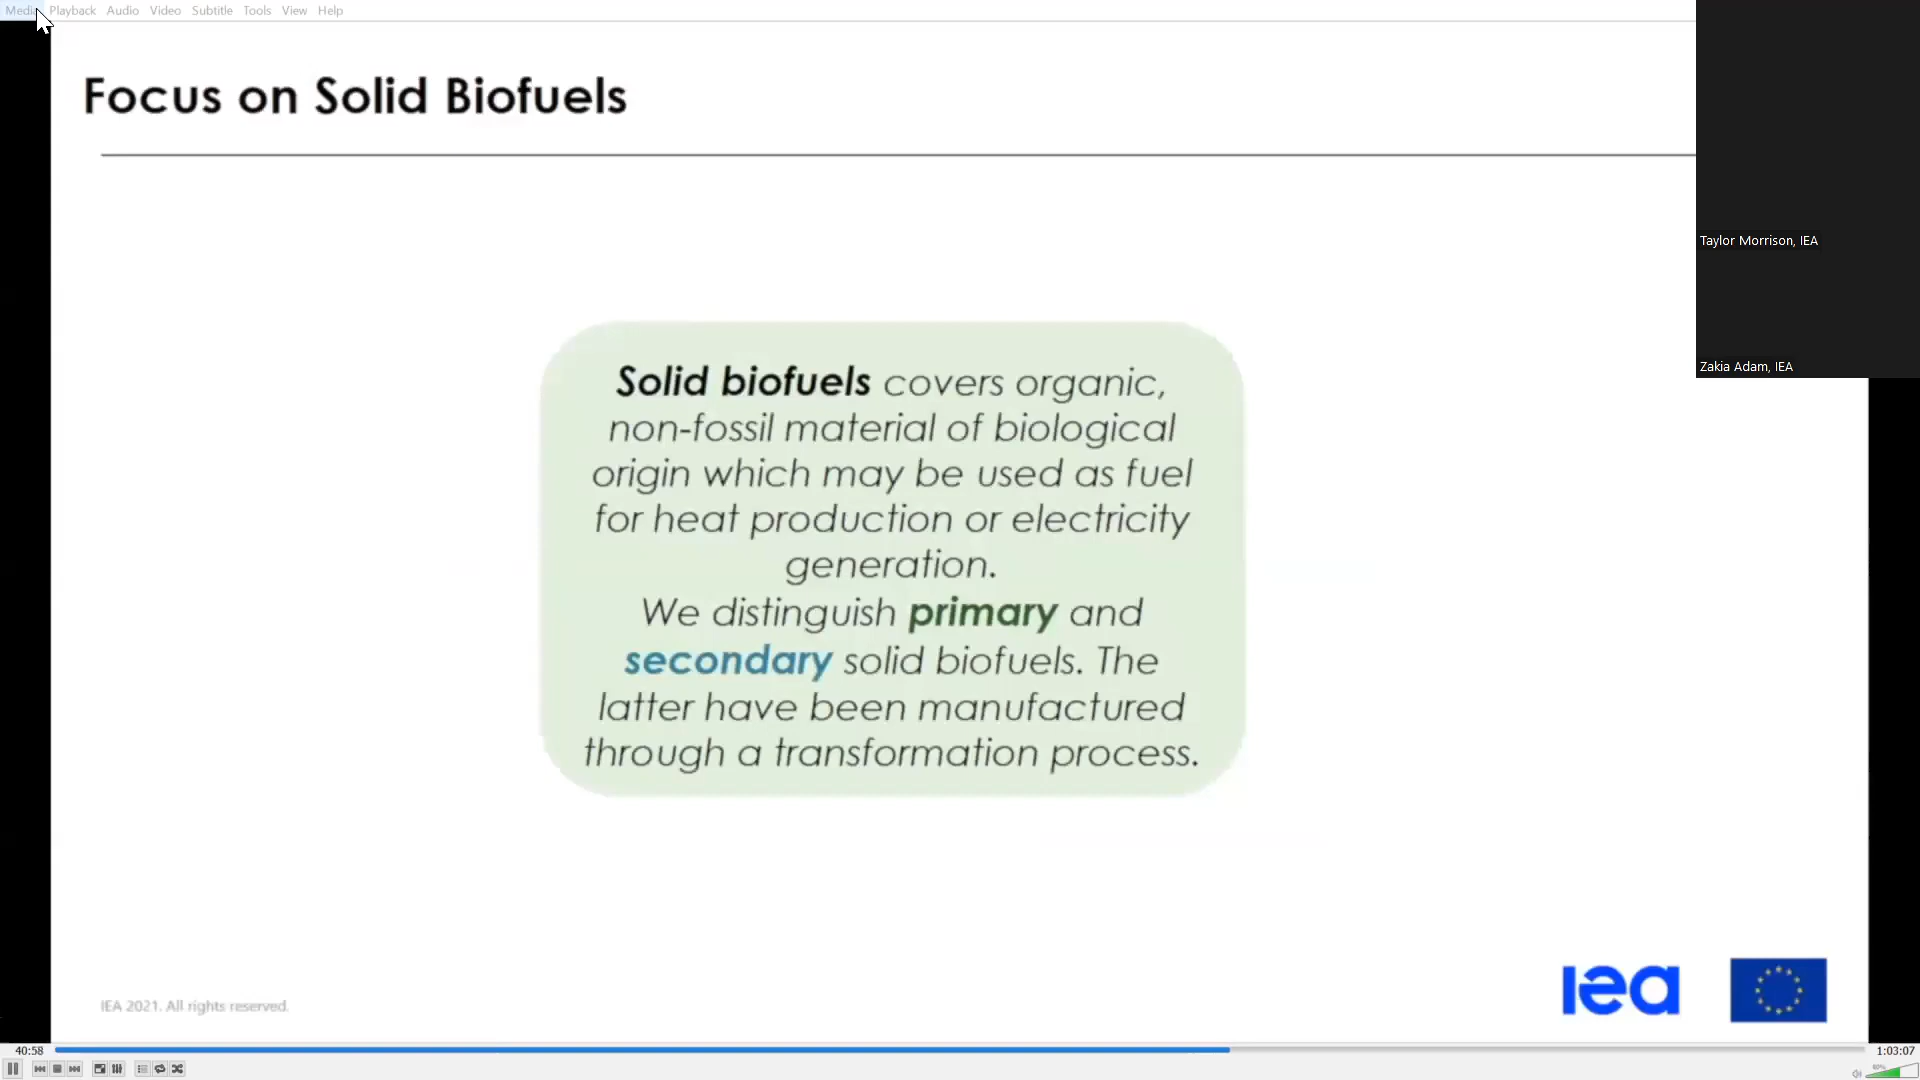 Media Playback Audio Video Subtitle Tools View Help
Focus on Solid Biofuels
Taylor Morrison, IEA
Zakia Adam, IEA
Solid biofuels covers organic,
non-fossil material of biological
origin which may be used as fuel
for heat production or electricity
generation.
We distinguish primary and
secondary solid biofuels. The
latter have been manufactured
through a transformation process.
IEA 2021. All rights reserved.
iea
40:58
1:03:07
60%